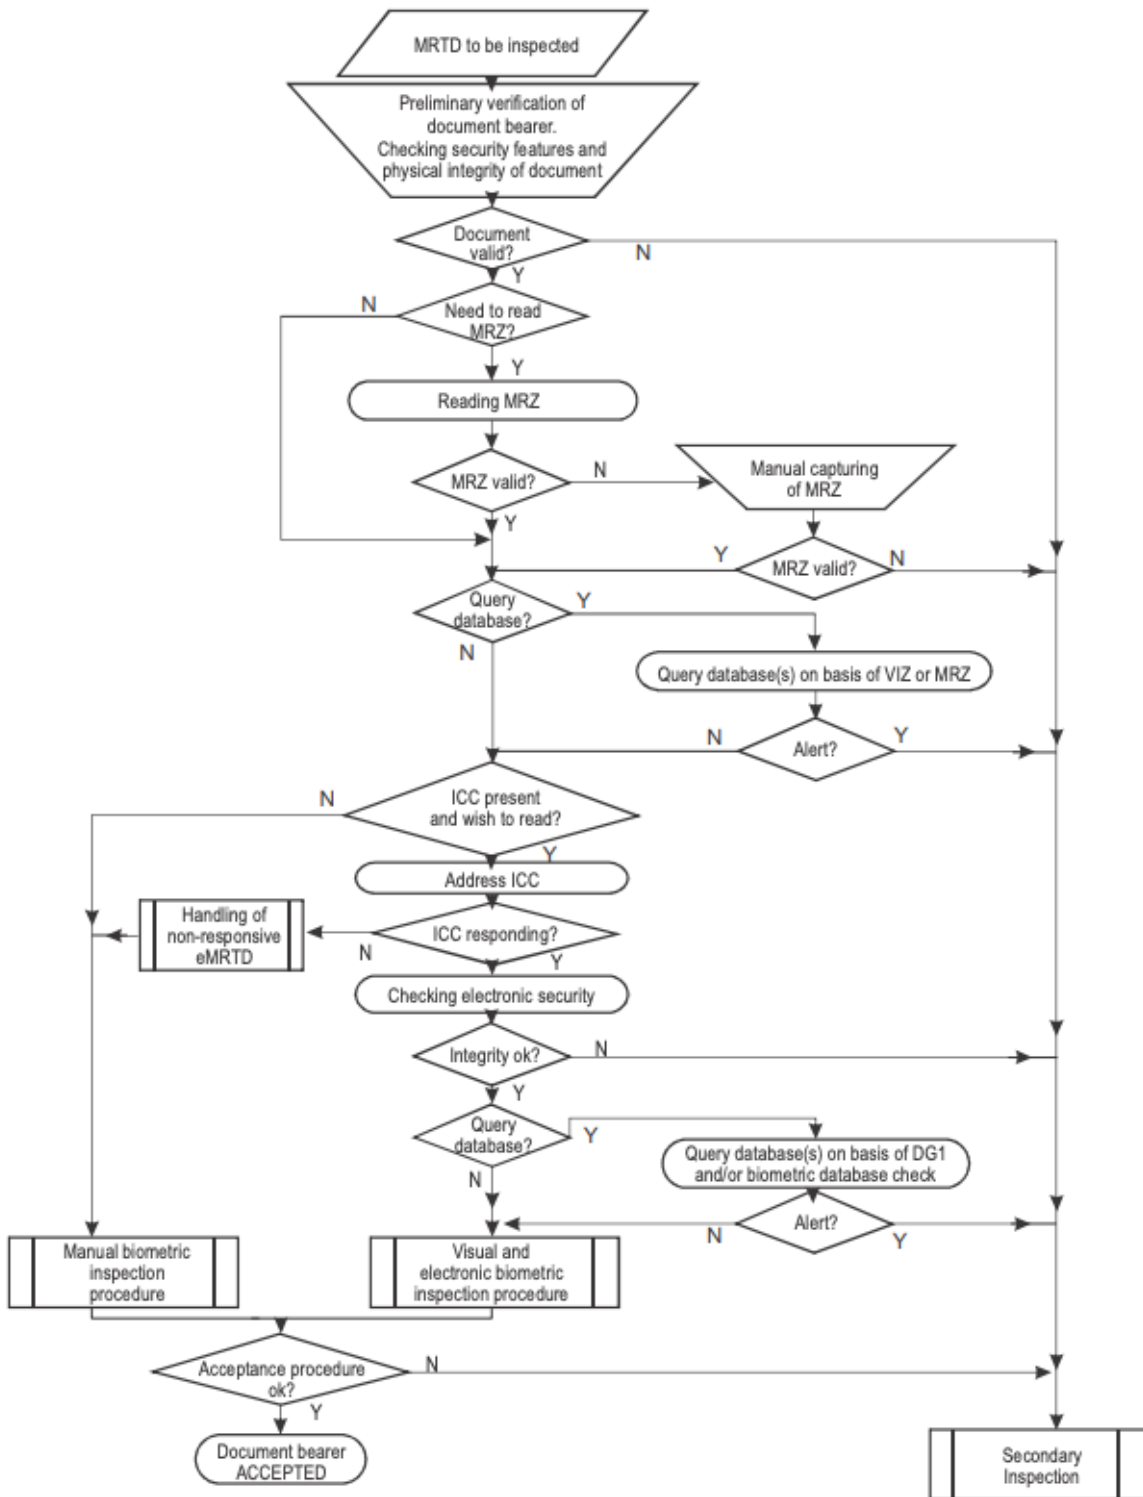 MRTD to be inspected
Preliminary verification of
document bearer.
Checking security features and
physical integrity of document
Document
valid?
N
Y
N
Need to read
MRZ?
Y
Reading MRZ
MRZ valid?
N
Manual capturing
of MRZ
Y
Y
MRZ valid?
N
Query
database?
Y
N
Query database(s) on basis of VIZ or MRZ
N
Alert?
Y
N
ICC present
and wish to read?
Y
Address ICC
Handling of
non-responsive
eMRTD
ICC responding?
N
Y
Checking electronic security
Integrity ok?
N
Y
Query
database?
Y
Query database(s) on basis of DG1
and/or biometric database check
N
N
Alert?
Y
Manual biometric
inspection
procedure
Visual and
electronic biometric
inspection procedure
Acceptance procedure
ok?
N
Y
Document bearer
ACCEPTED
Secondary
Inspection